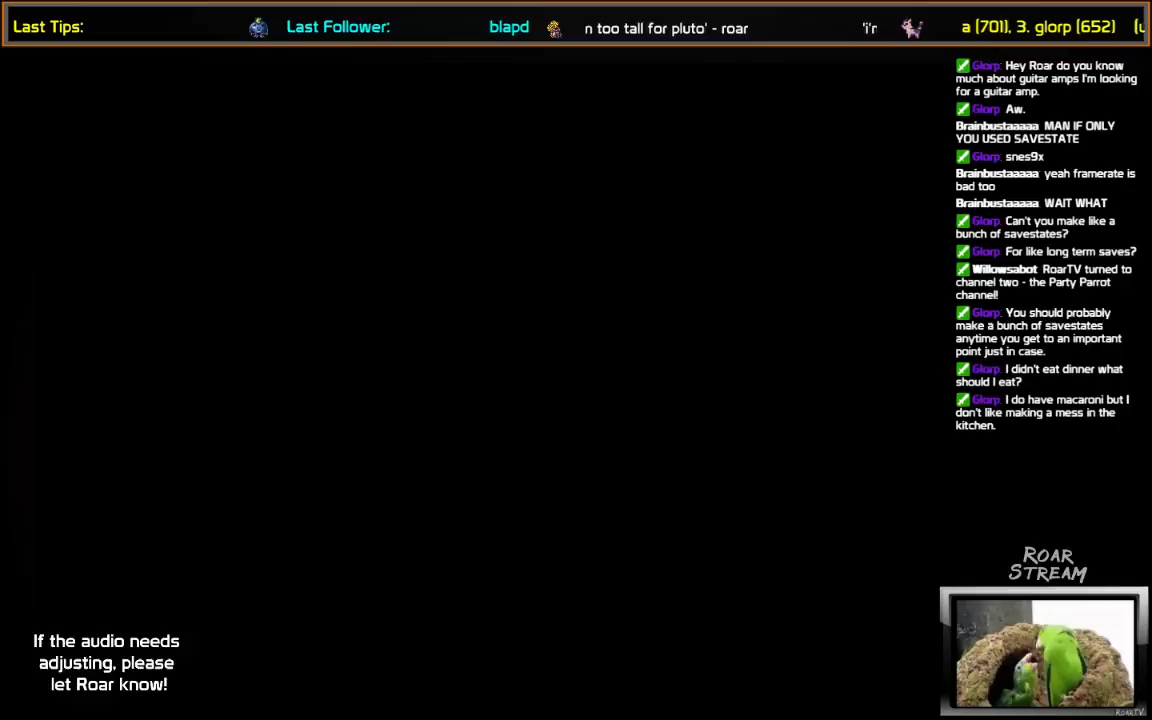 Last Tips: Last Follower: blapd n too tall for pluto' - roar 'i'r a (701), 3. glorp (652)
Glorp: Hey Roar do you know
much about guitar amps I'm looking
for a guitar amp.
Glorp: Aw.
Brainbustaaaaa: MAN IF ONLY
YOU USED SAVESTATE
Glorp: snes9x
Brainbustaaaaa: yeah framerate is
bad too
Brainbustaaaaa: WAIT WHAT
Glorp: Can't you make like a
bunch of savestates?
Glorp: For like long term saves?
Willowsabot: RoarTV turned to
channel two - the Party Parrot
channel!
Glorp: You should probably
make a bunch of savestates
anytime you get to an important
point just in case.
Glorp: I didn't eat dinner what
should I eat?
Glorp: I do have macaroni but I
don't like making a mess in the
kitchen.
ROAR
STREAM
If the audio needs
adjusting, please
let Roar know!
ROARTV